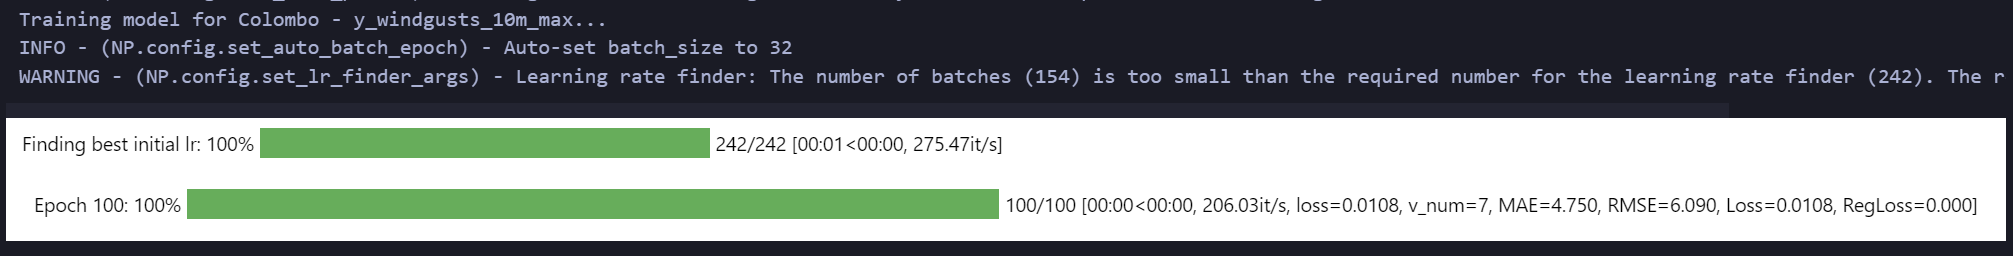 Training model for Colombo - y_windgusts_10m_max...
INFO - (NP.config.set_auto_batch_epoch) - Auto-set batch_size to 32
WARNING - (NP.config.set_lr_finder_args) - Learning rate finder: The number of batches (154) is too small than the required number for the learning rate finder (242). The r
Finding best initial lr: 100% 242/242 [00:01<00:00, 275.47it/s]
Epoch 100: 100% 100/100 [00:00<00:00, 206.03it/s, loss=0.0108, v_num=7, MAE=4.750, RMSE=6.090, Loss=0.0108, RegLoss=0.000]